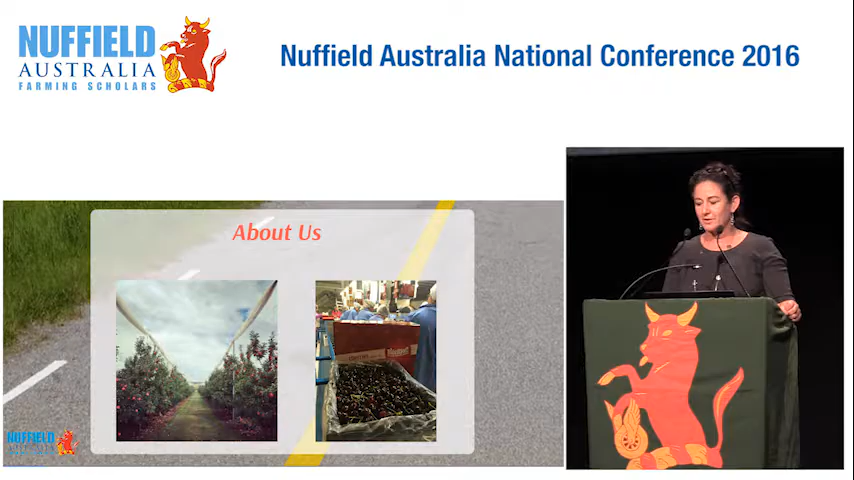 NUFFIELD
AUSTRALIA
FARMING SCHOLARS
Nuffield Australia National Conference 2016
About Us
NUFFIELD